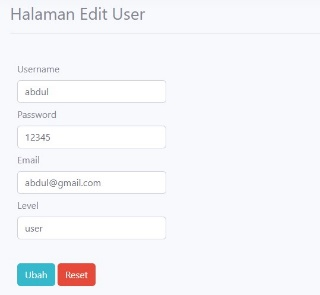 Halaman Edit User
Username
abdul
Password
12345
Email
abdul@gmail.com
Level
user
Ubah Reset